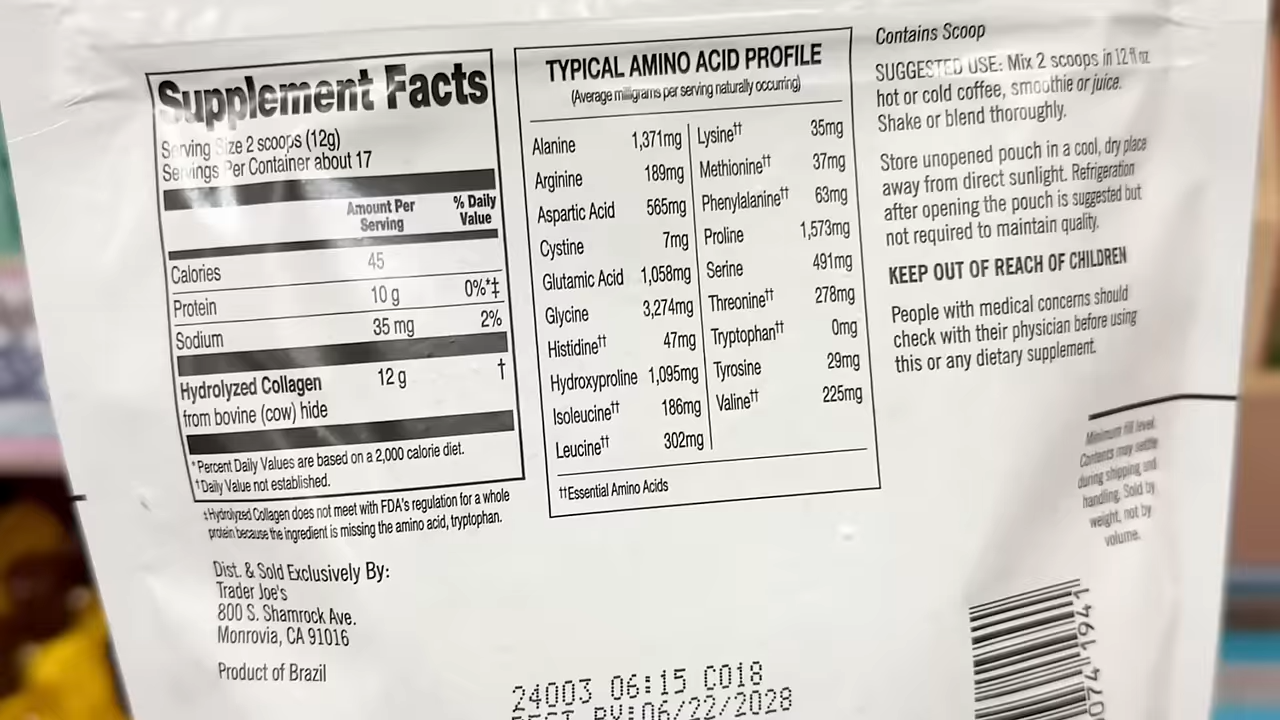 Supplement Facts
Serving Size 2 scoops (12g)
Servings Per Container about 17
Amount Per Serving
% Daily Value
Calories 45
Protein 10 g 0%*‡
Sodium 35 mg 2%
Hydrolyzed Collagen 12 g †
from bovine (cow) hide
*Percent Daily Values are based on a 2,000 calorie diet.
†Daily Value not established.
‡Hydrolyzed Collagen does not meet with FDA's regulation for a whole
protein because the ingredient is missing the amino acid, tryptophan.
Dist. & Sold Exclusively By:
Trader Joe's
800 S. Shamrock Ave.
Monrovia, CA 91016
Product of Brazil
TYPICAL AMINO ACID PROFILE
(Average milligrams per serving naturally occurring)
Alanine 1,371mg
Arginine 189mg
Aspartic Acid 565mg
Cystine 7mg
Glutamic Acid 1,058mg
Glycine 3,274mg
Histidine†† 47mg
Hydroxyproline 1,095mg
Isoleucine†† 186mg
Leucine†† 302mg
Lysine†† 35mg
Methionine†† 37mg
Phenylalanine†† 63mg
Proline 1,573mg
Serine 491mg
Threonine†† 278mg
Tryptophan†† 0mg
Tyrosine 29mg
Valine†† 225mg
††Essential Amino Acids
Contains Scoop
SUGGESTED USE: Mix 2 scoops in 12 fl oz
hot or cold coffee, smoothie or juice.
Shake or blend thoroughly.
Store unopened pouch in a cool, dry place
away from direct sunlight. Refrigeration
after opening the pouch is suggested but
not required to maintain quality.
KEEP OUT OF REACH OF CHILDREN
People with medical concerns should
check with their physician before using
this or any dietary supplement.
Minimum fill level.
Contents may settle
during shipping and
handling. Sold by
weight, not by
volume.
24003 06:15 C018
BEST BY:06/22/2028
074 1941